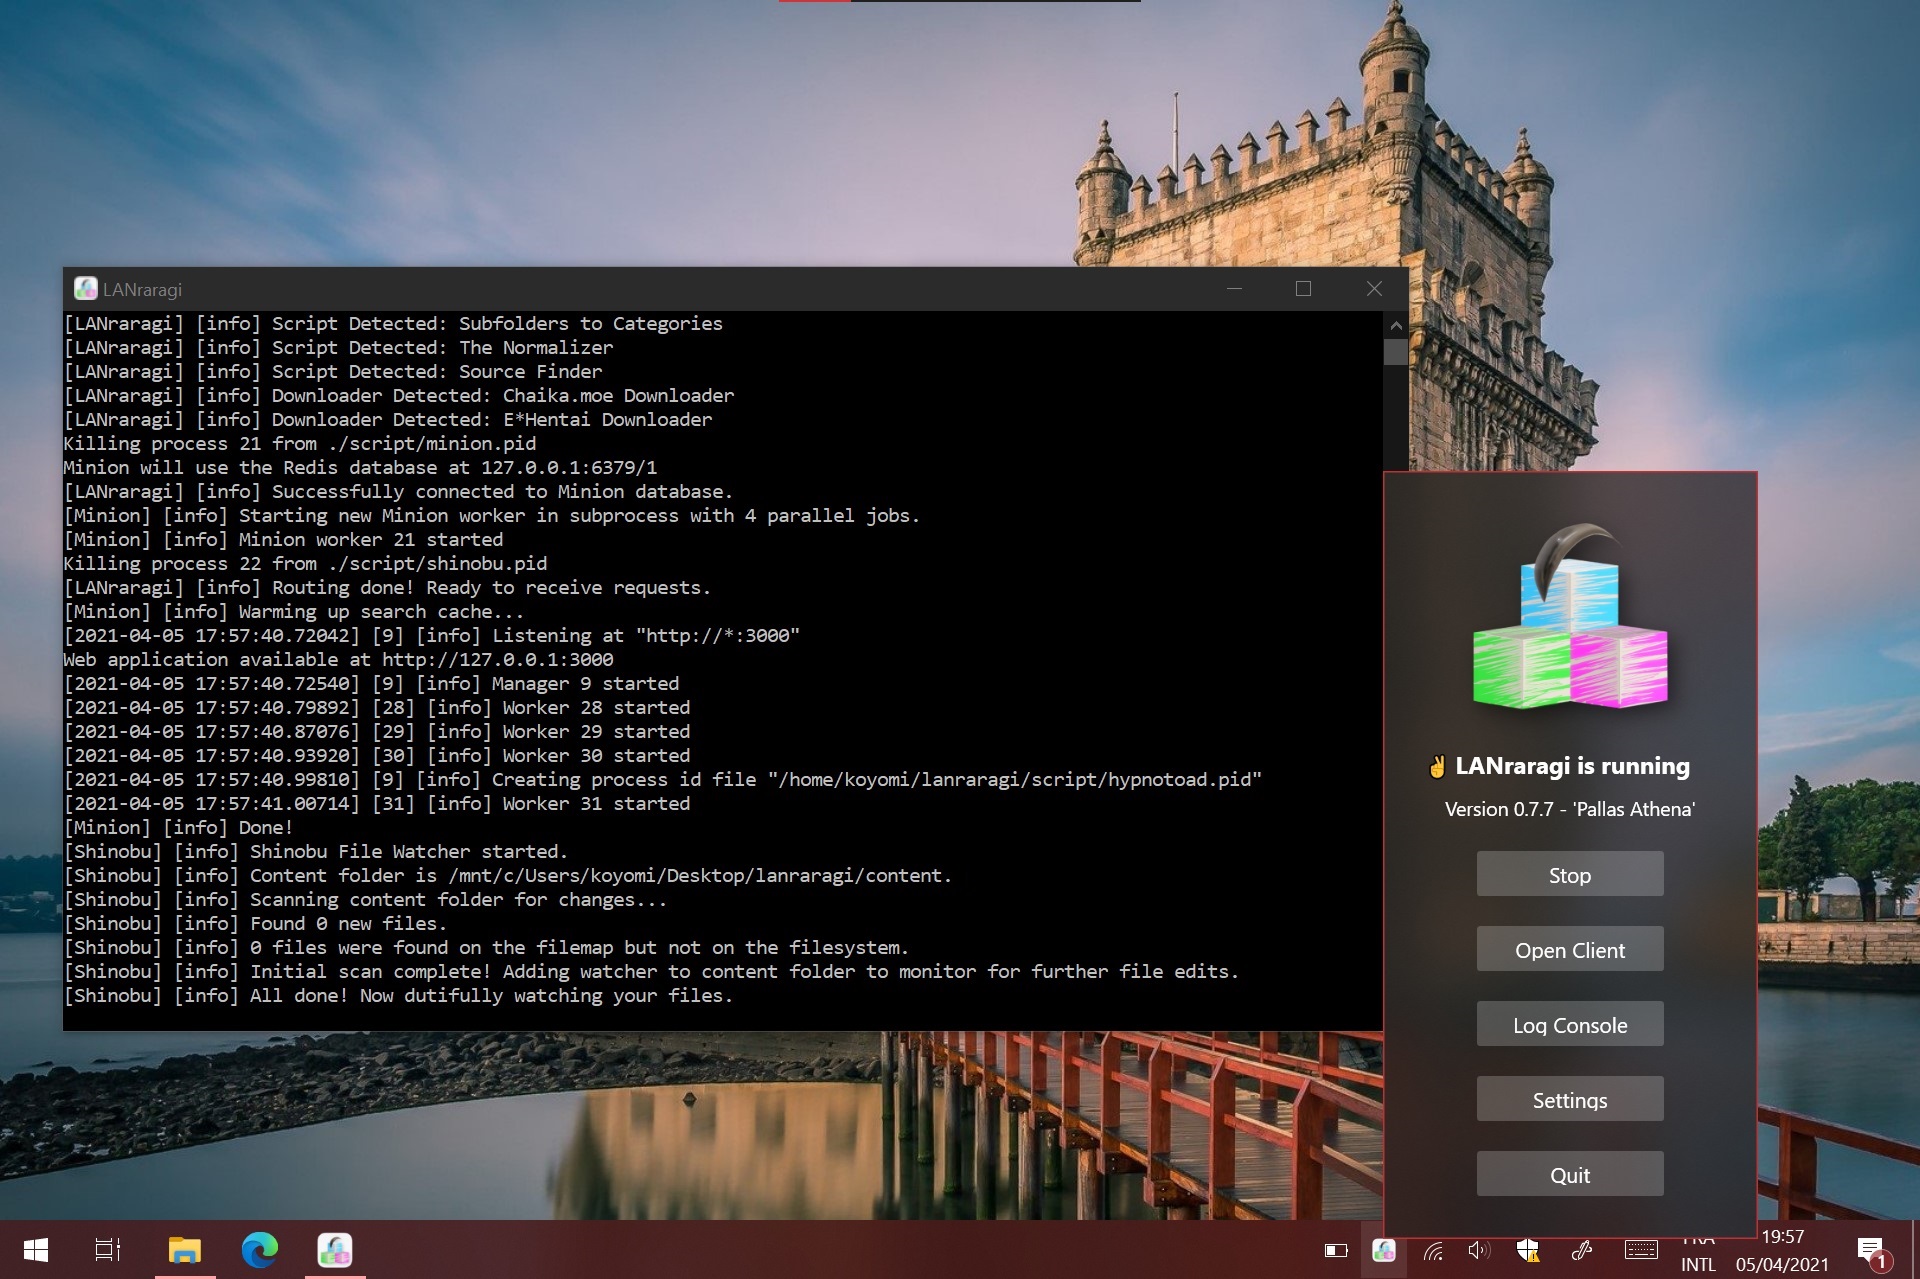 LANraragi
[LANraragi] [info] Script Detected: Subfolders to Categories
[LANraragi] [info] Script Detected: The Normalizer
[LANraragi] [info] Script Detected: Source Finder
[LANraragi] [info] Downloader Detected: Chaika.moe Downloader
[LANraragi] [info] Downloader Detected: E*Hentai Downloader
Killing process 21 from ./script/minion.pid
Minion will use the Redis database at 127.0.0.1:6379/1
[LANraragi] [info] Successfully connected to Minion database.
[Minion] [info] Starting new Minion worker in subprocess with 4 parallel jobs.
[Minion] [info] Minion worker 21 started
Killing process 22 from ./script/shinobu.pid
[LANraragi] [info] Routing done! Ready to receive requests.
[Minion] [info] Warming up search cache...
[2021-04-05 17:57:40.72042] [9] [info] Listening at "http://*:3000"
Web application available at http://127.0.0.1:3000
[2021-04-05 17:57:40.72540] [9] [info] Manager 9 started
[2021-04-05 17:57:40.79892] [28] [info] Worker 28 started
[2021-04-05 17:57:40.87076] [29] [info] Worker 29 started
[2021-04-05 17:57:40.93920] [30] [info] Worker 30 started
[2021-04-05 17:57:40.99810] [9] [info] Creating process id file "/home/koyomi/lanraragi/script/hypnotoad.pid"
[2021-04-05 17:57:41.00714] [31] [info] Worker 31 started
[Minion] [info] Done!
[Shinobu] [info] Shinobu File Watcher started.
[Shinobu] [info] Content folder is /mnt/c/Users/koyomi/Desktop/lanraragi/content.
[Shinobu] [info] Scanning content folder for changes...
[Shinobu] [info] Found 0 new files.
[Shinobu] [info] 0 files were found on the filemap but not on the filesystem.
[Shinobu] [info] Initial scan complete! Adding watcher to content folder to monitor for further file edits.
[Shinobu] [info] All done! Now dutifully watching your files.
✌ LANraragi is running
Version 0.7.7 - 'Pallas Athena'
Stop
Open Client
Log Console
Settings
Quit
FRA
INTL
19:57
05/04/2021
1